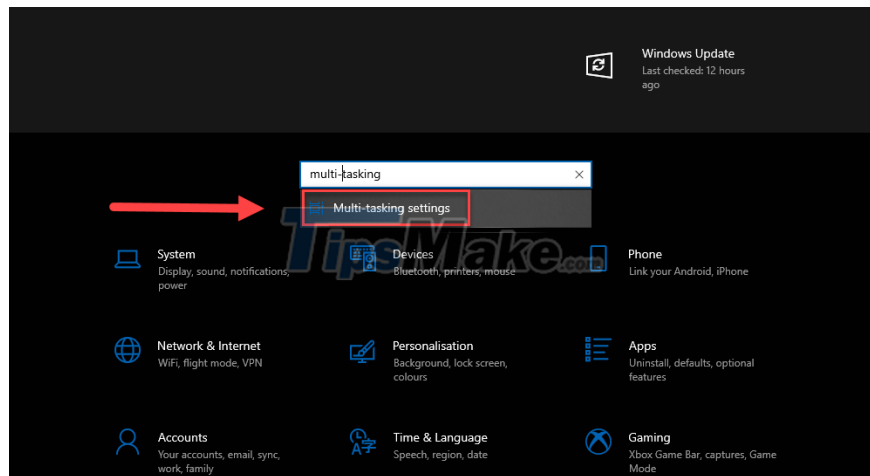 Windows Update
Last checked: 12 hours
ago
multi-tasking
Multi-tasking settings
TipsMake.com
System
Display, sound, notifications,
power
Devices
Bluetooth, printers, mouse
Phone
Link your Android, iPhone
Network & Internet
WiFi, flight mode, VPN
Personalisation
Background, lock screen,
colours
Apps
Uninstall, defaults, optional
features
Accounts
Your accounts, email, sync,
work, family
Time & Language
Speech, region, date
Gaming
Xbox Game Bar, captures, Game
Mode